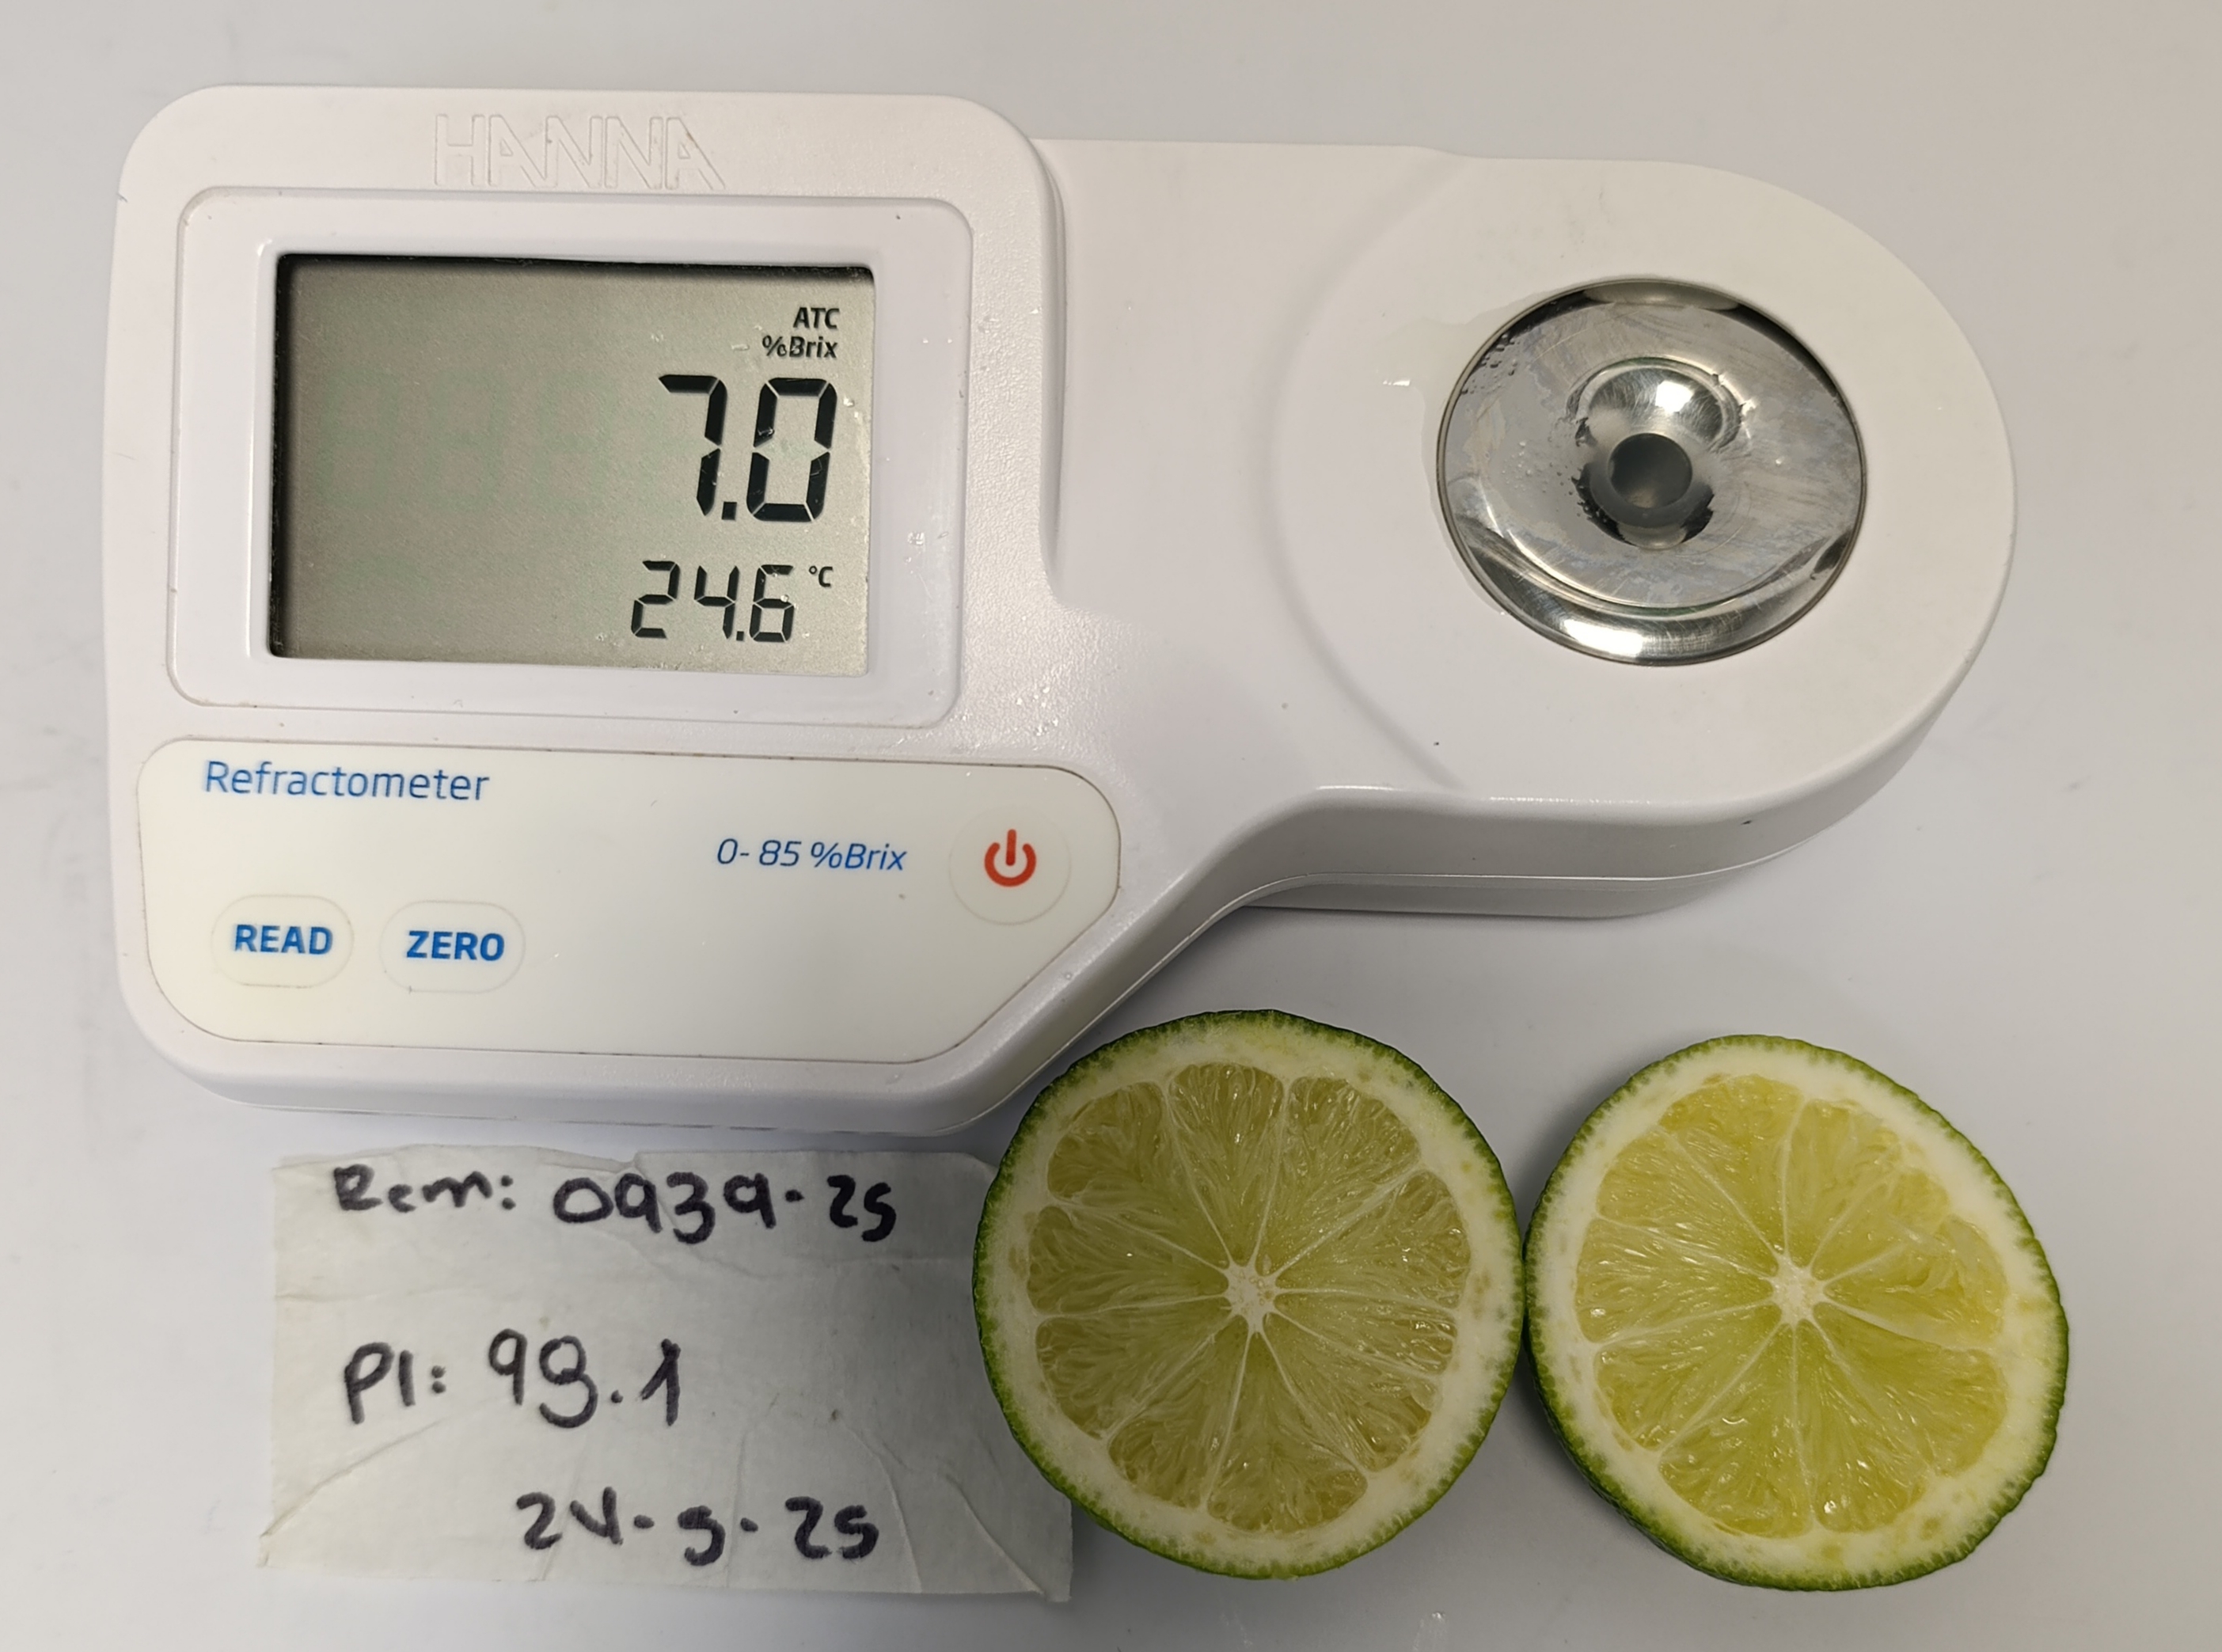 HANNA
ATC
%Brix
7.0
24.6 °C
Refractometer
0-85 %Brix
READ ZERO
Rem: 0939-25
Pl: 99.1
24-9-25